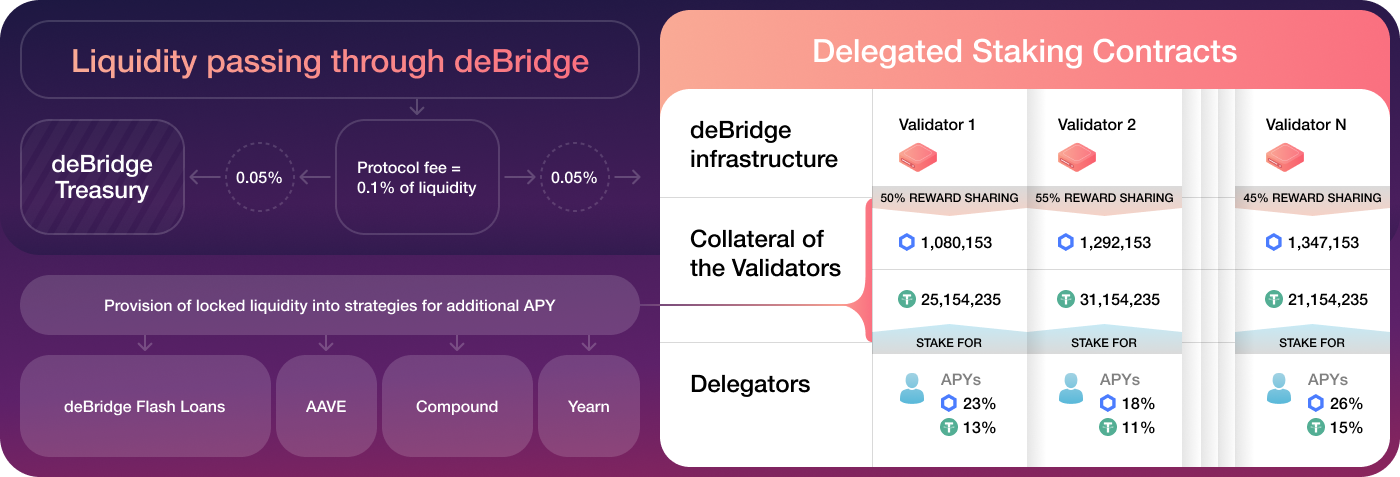 Liquidity passing through deBridge
deBridge
Treasury
0.05%
Protocol fee =
0.1% of liquidity
0.05%
Provision of locked liquidity into strategies for additional APY
deBridge Flash Loans
AAVE
Compound
Yearn
Delegated Staking Contracts
deBridge
infrastructure
Validator 1
Validator 2
Validator N
50% REWARD SHARING
55% REWARD SHARING
45% REWARD SHARING
Collateral of
the Validators
1,080,153
1,292,153
1,347,153
25,154,235
31,154,235
21,154,235
STAKE FOR
STAKE FOR
STAKE FOR
Delegators
APYs
23%
13%
APYs
18%
11%
APYs
26%
15%